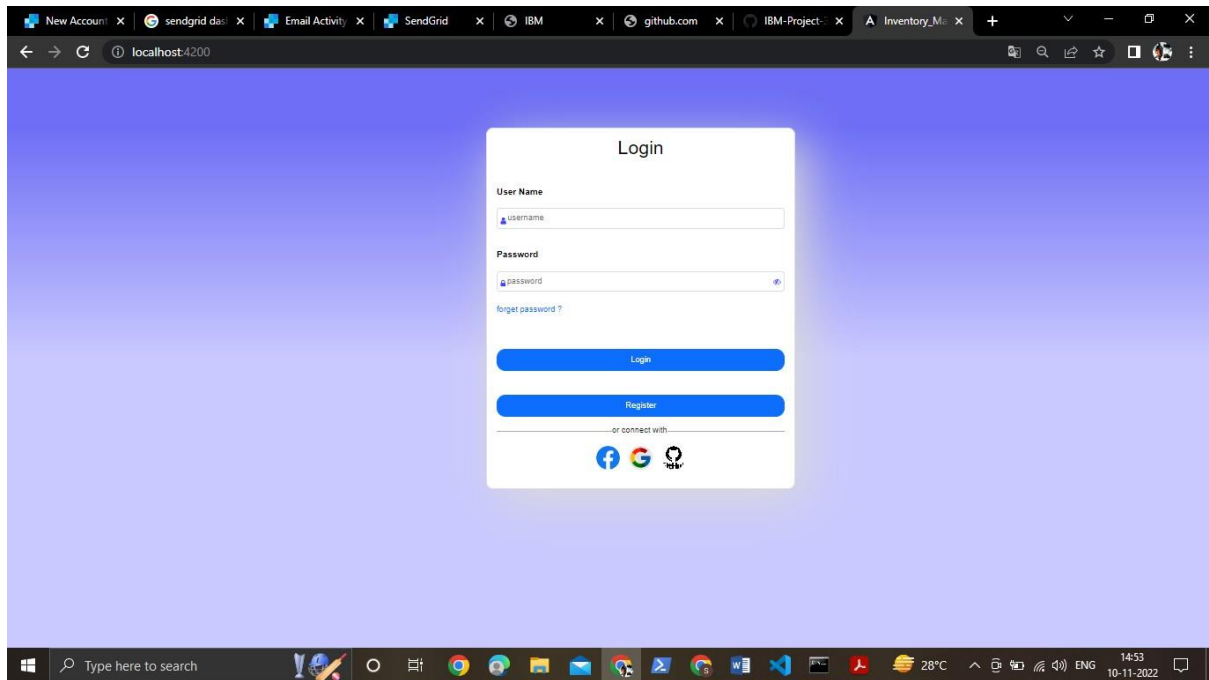 New Account
sendgrid das
Email Activity
SendGrid
IBM
github.com
IBM-Project-
Inventory_Ma
localhost:4200
Login
User Name
username
Password
password
forget password ?
Login
Register
or connect with
Type here to search
28°C
ENG
14:53
10-11-2022